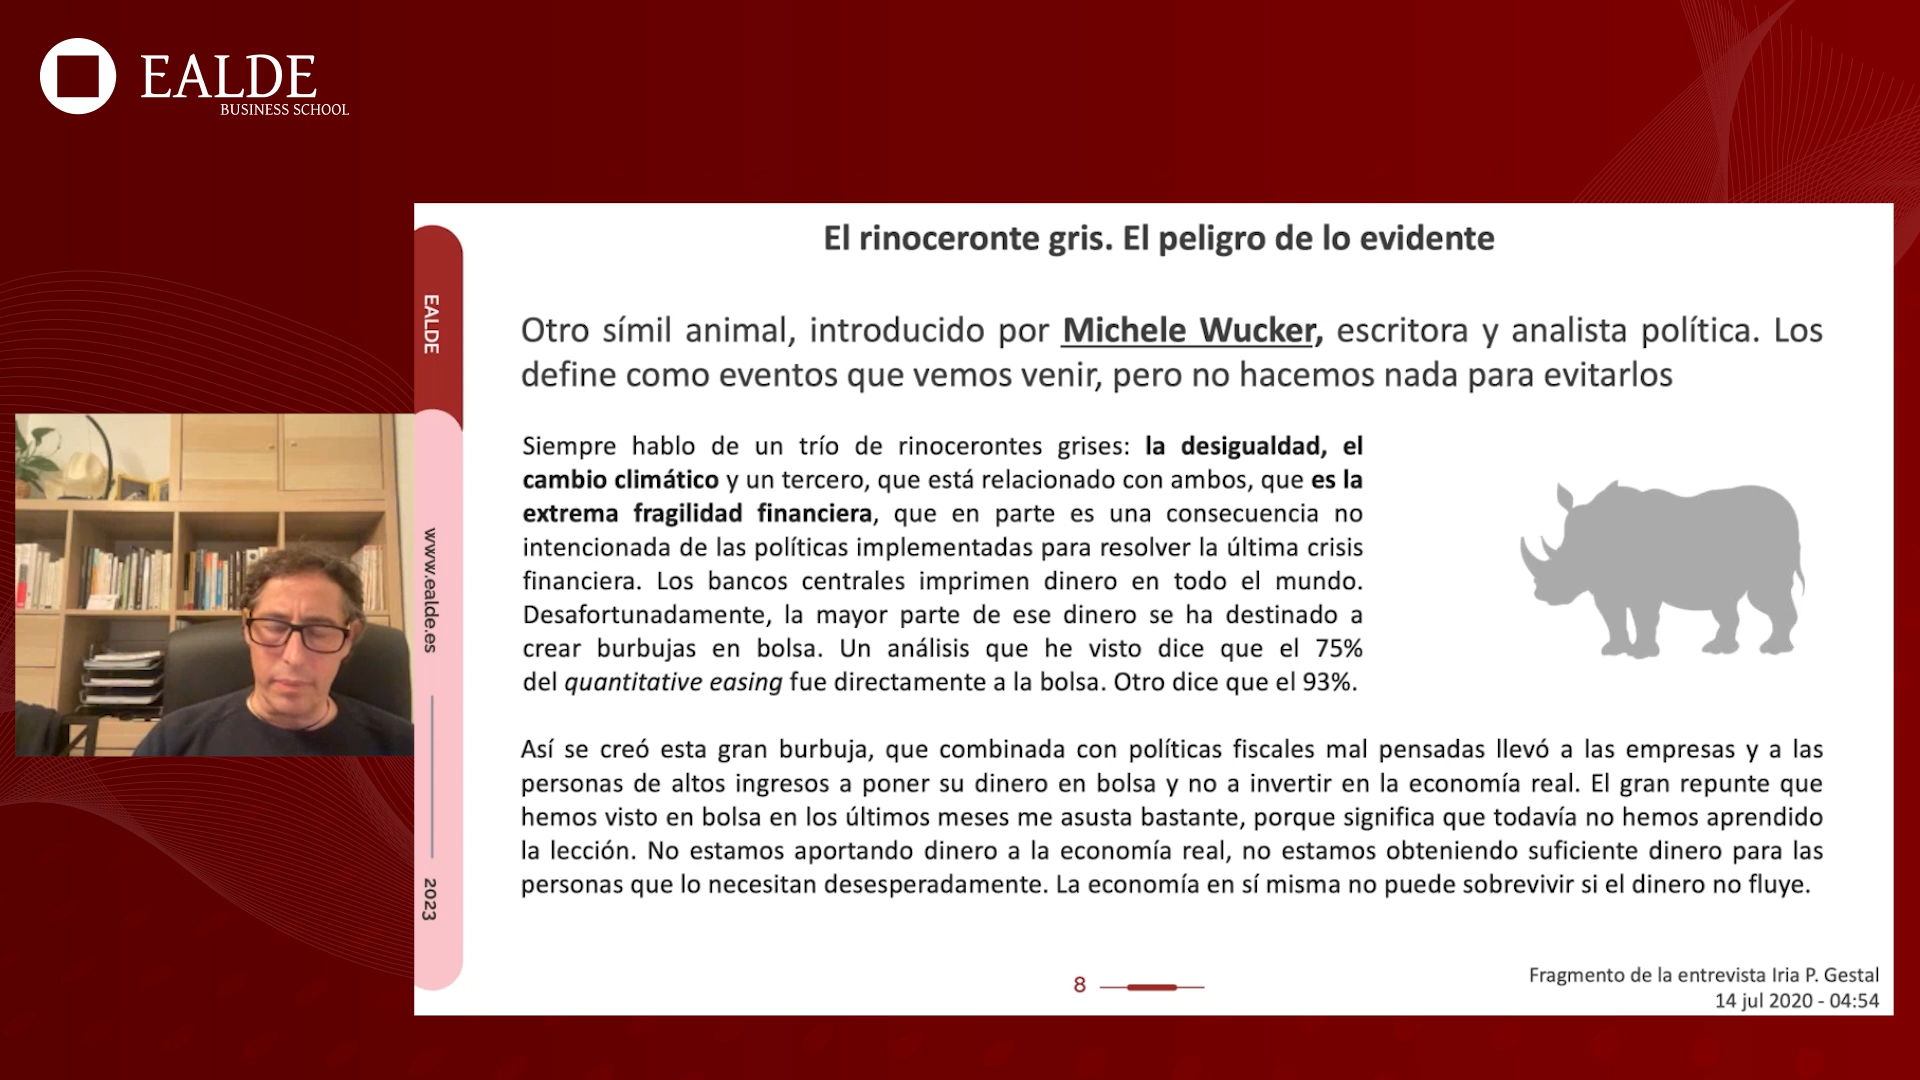 EALDE
BUSINESS SCHOOL
El rinoceronte gris. El peligro de lo evidente
Otro símil animal, introducido por Michele Wucker, escritora y analista política. Los
define como eventos que vemos venir, pero no hacemos nada para evitarlos
Siempre hablo de un trío de rinocerontes grises: la desigualdad, el
cambio climático y un tercero, que está relacionado con ambos, que es la
extrema fragilidad financiera, que en parte es una consecuencia no
intencionada de las políticas implementadas para resolver la última crisis
financiera. Los bancos centrales imprimen dinero en todo el mundo.
Desafortunadamente, la mayor parte de ese dinero se ha destinado a
crear burbujas en bolsa. Un análisis que he visto dice que el 75%
del quantitative easing fue directamente a la bolsa. Otro dice que el 93%.
Así se creó esta gran burbuja, que combinada con políticas fiscales mal pensadas llevó a las empresas y a las
personas de altos ingresos a poner su dinero en bolsa y no a invertir en la economía real. El gran repunte que
hemos visto en bolsa en los últimos meses me asusta bastante, porque significa que todavía no hemos aprendido
la lección. No estamos aportando dinero a la economía real, no estamos obteniendo suficiente dinero para las
personas que lo necesitan desesperadamente. La economía en sí misma no puede sobrevivir si el dinero no fluye.
EALDE
www.ealde.es
2023
8
Fragmento de la entrevista Iria P. Gestal
14 jul 2020 - 04:54